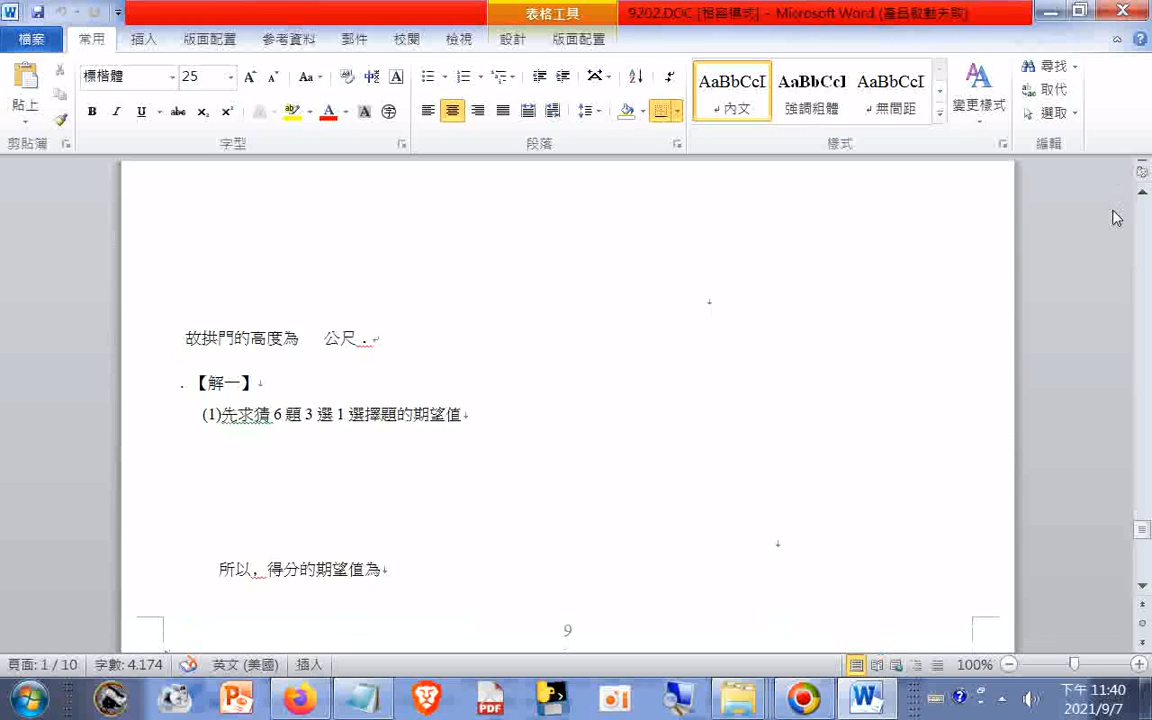 表格工具
9202.DOC [相容模式] - Microsoft Word (產品啟動失敗)
檔案 常用 插入 版面配置 參考資料 郵件 校閱 檢視 設計 版面配置
標楷體 25
貼上
B I U abc x₂ x²
AaBbCcI AaBbCcI AaBbCcI
內文 強調粗體 無間距
變更樣式
尋找
取代
選取
剪貼簿 字型 段落 樣式 編輯
故拱門的高度為 公尺.
.【解一】
(1)先求猜 6 題 3 選 1 選擇題的期望值
所以, 得分的期望值為
9
頁面: 1 / 10 字數: 4.174 英文 (美國) 插入 100%
PDF
下午 11:40
2021/9/7